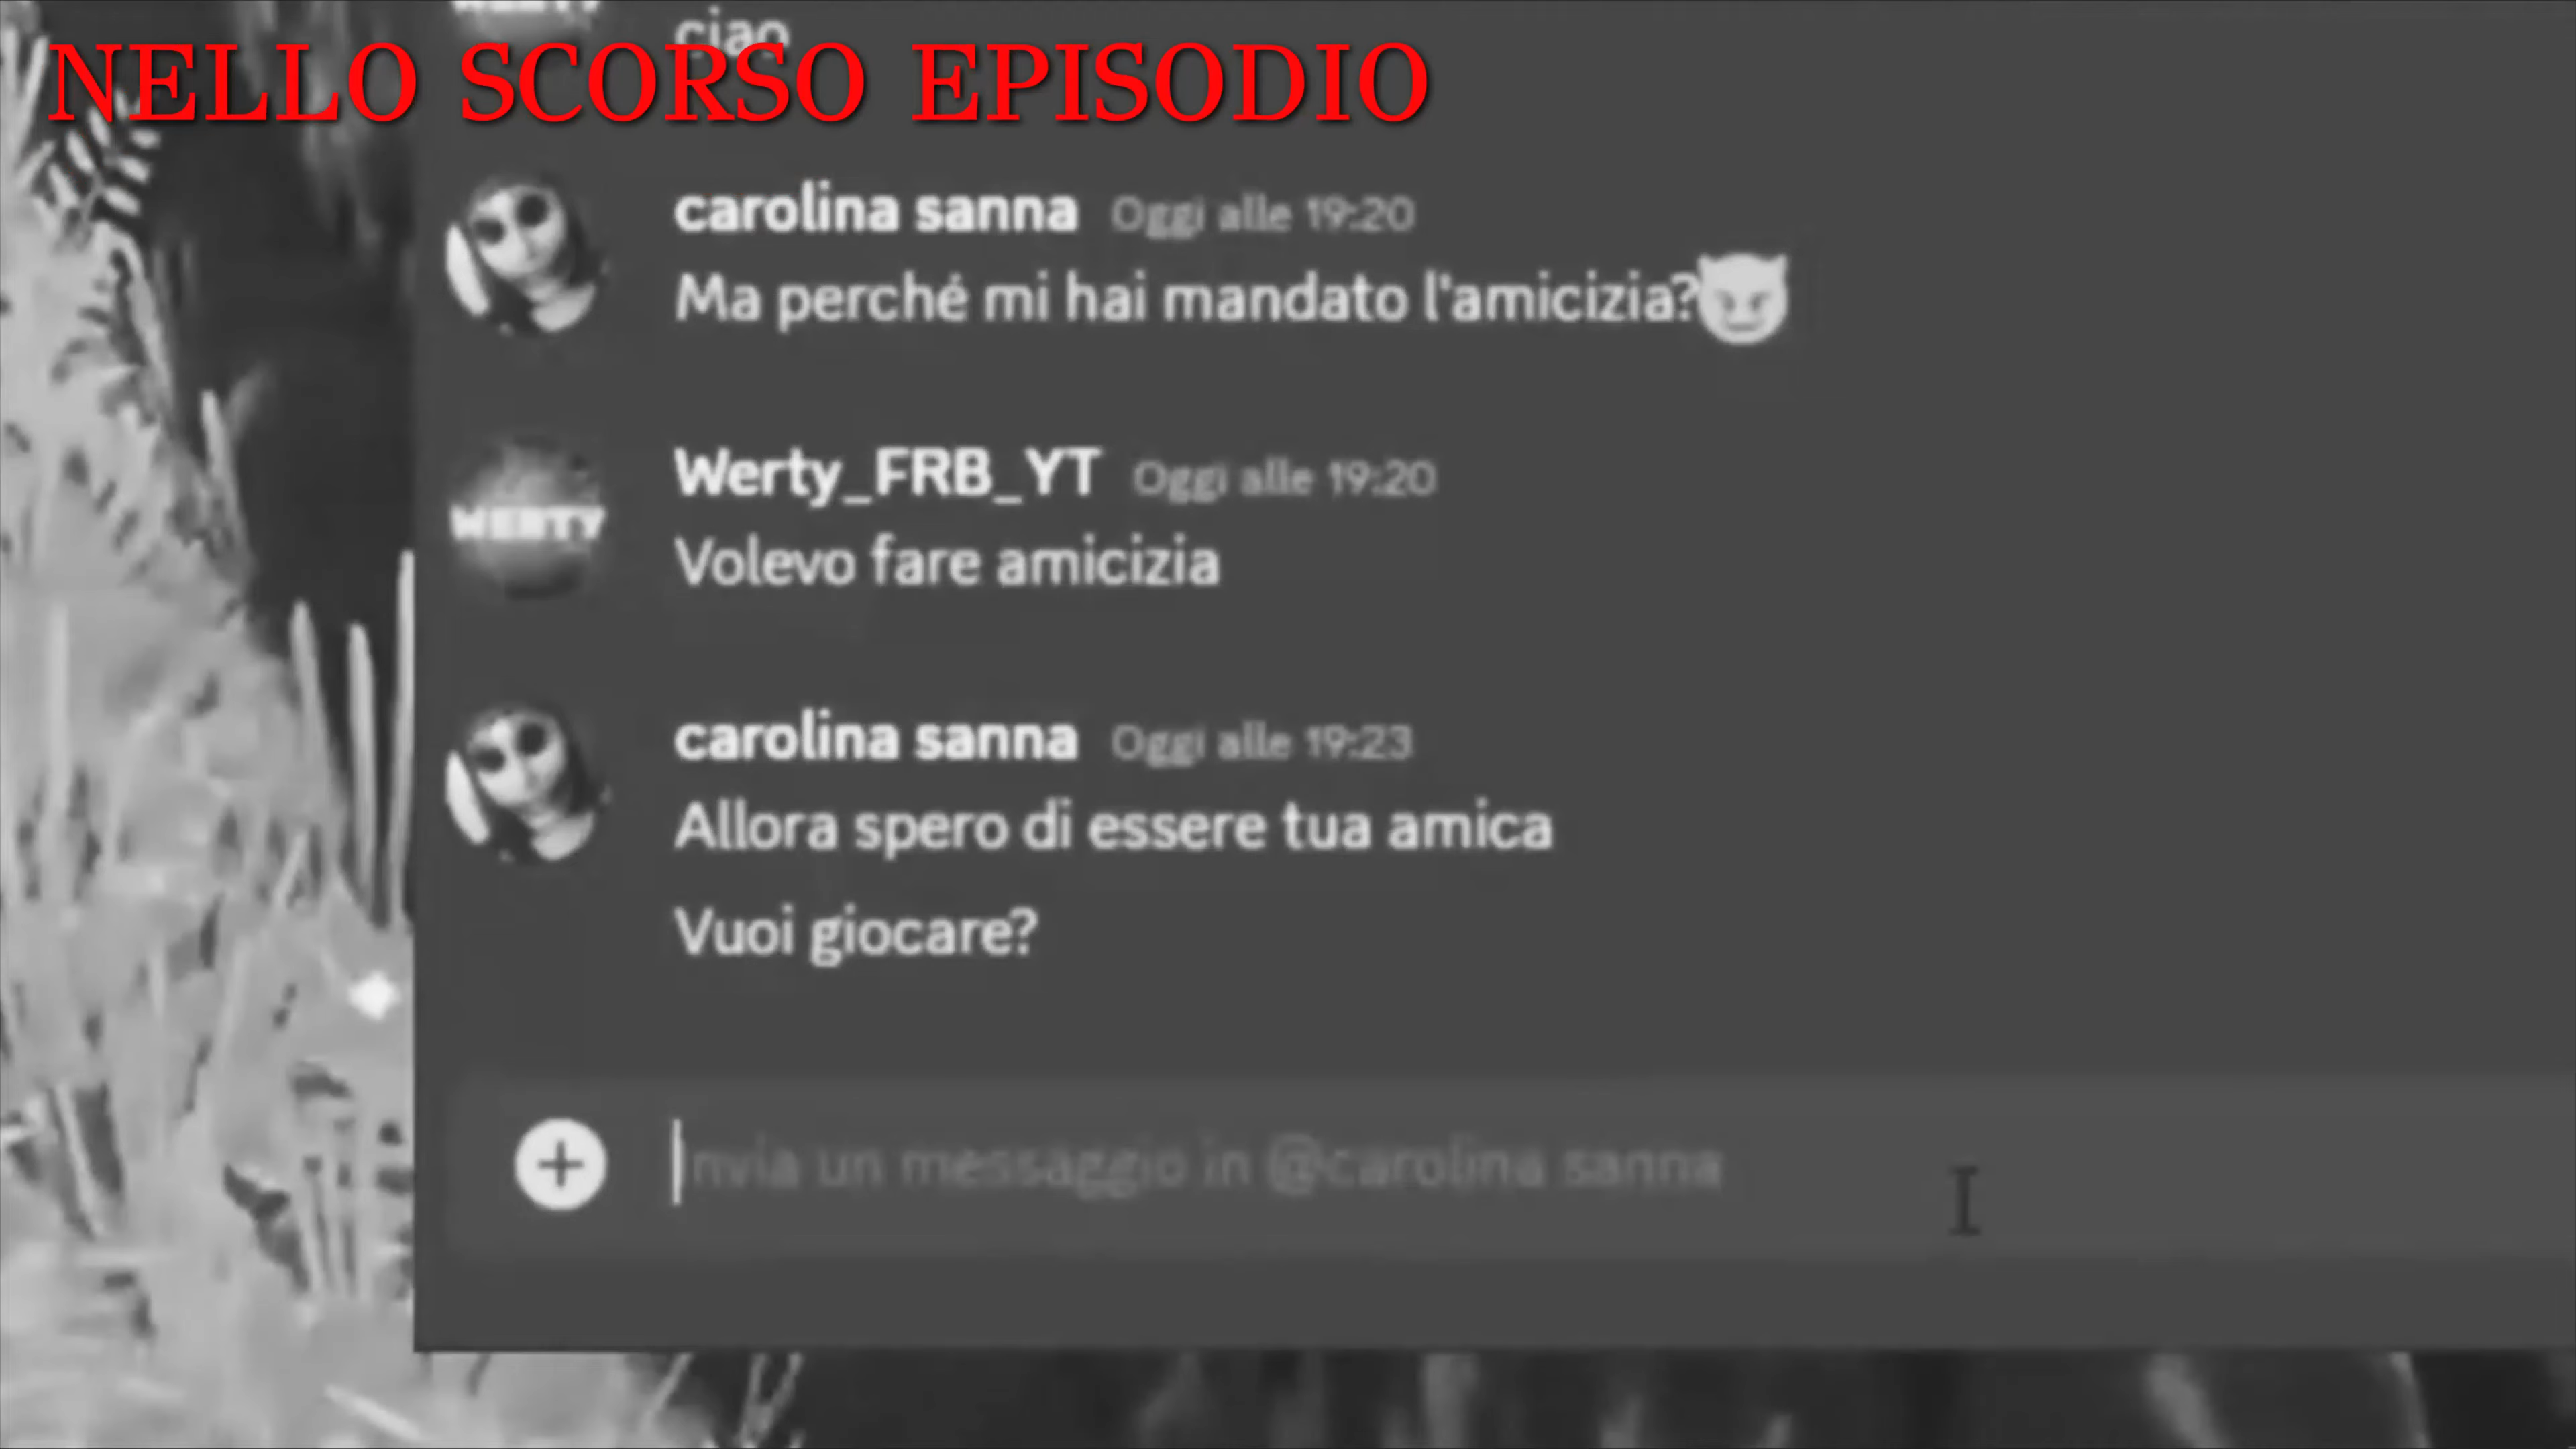 ciao
NELLO SCORSO EPISODIO
carolina sanna Oggi alle 19:20
Ma perché mi hai mandato l'amicizia?😈
Werty_FRB_YT Oggi alle 19:20
WERTY
Volevo fare amicizia
carolina sanna Oggi alle 19:23
Allora spero di essere tua amica
Vuoi giocare?
nvia un messaggio in @carolina sanna